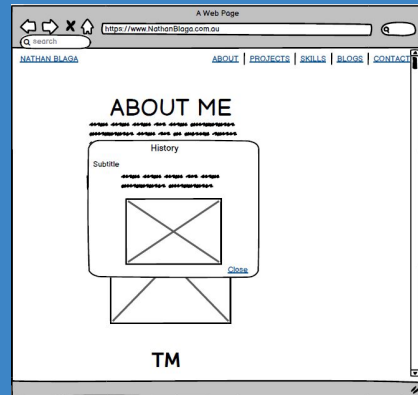 A Web Page
https://www.NathanBlaga.com.au
search
NATHAN BLAGA
ABOUT | PROJECTS | SKILLS | BLOGS | CONTACT
ABOUT ME
History
Subtitle
Close
TM